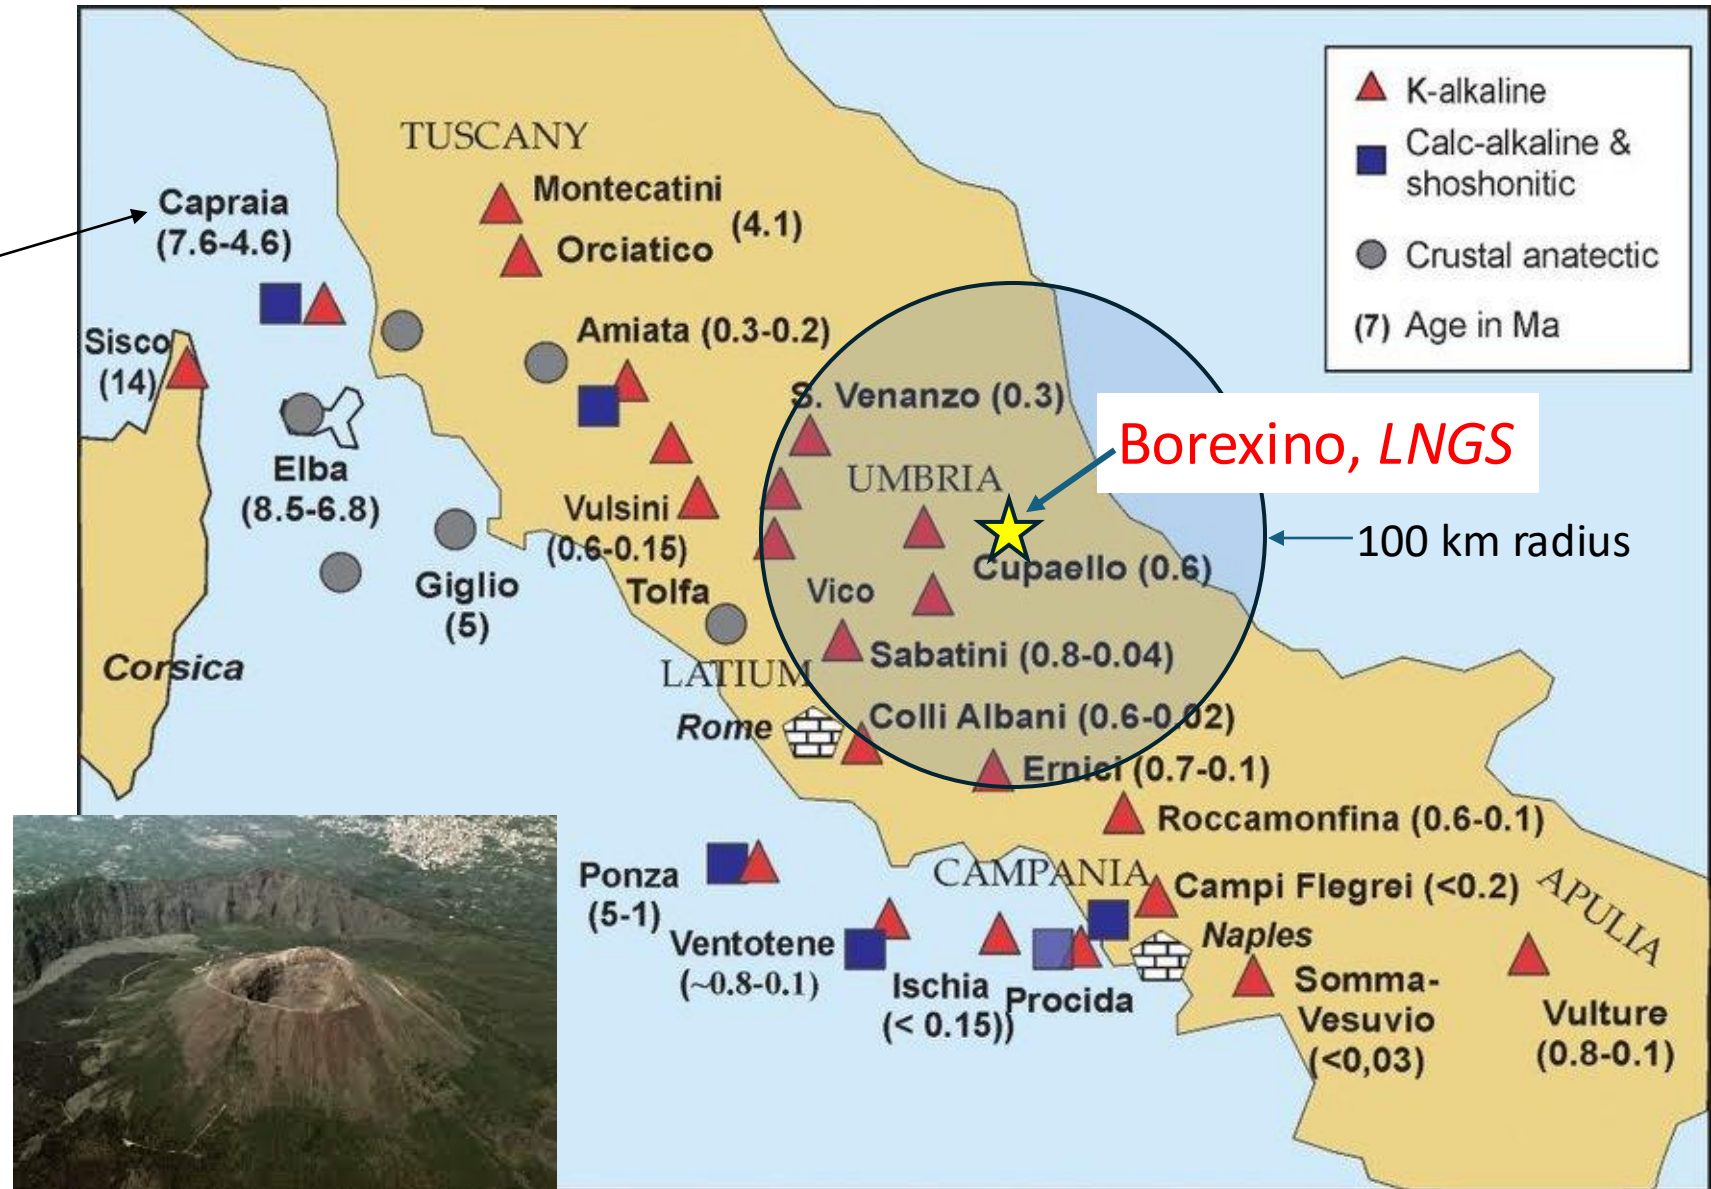 TUSCANY
Capraia
(7.6-4.6)
Montecatini
(4.1)
Orciatico
Sisco
(14)
Amiata (0.3-0.2)
K-alkaline
Calc-alkaline &
shoshonitic
Crustal anatectic
(7) Age in Ma
S. Venanzo (0.3)
Borexino, LNGS
UMBRIA
Elba
(8.5-6.8)
Vulsini
(0.6-0.15)
100 km radius
Giglio
(5)
Tolfa
Vico
Cupaello (0.6)
Corsica
LATIUM
Sabatini (0.8-0.04)
Rome
Colli Albani (0.6-0.02)
Ernici (0.7-0.1)
Roccamonfina (0.6-0.1)
Ponza
(5-1)
CAMPANIA
Campi Flegrei (<0.2)
APULIA
Ventotene
(~0.8-0.1)
Ischia
(< 0.15))
Procida
Naples
Somma-
Vesuvio
(<0,03)
Vulture
(0.8-0.1)